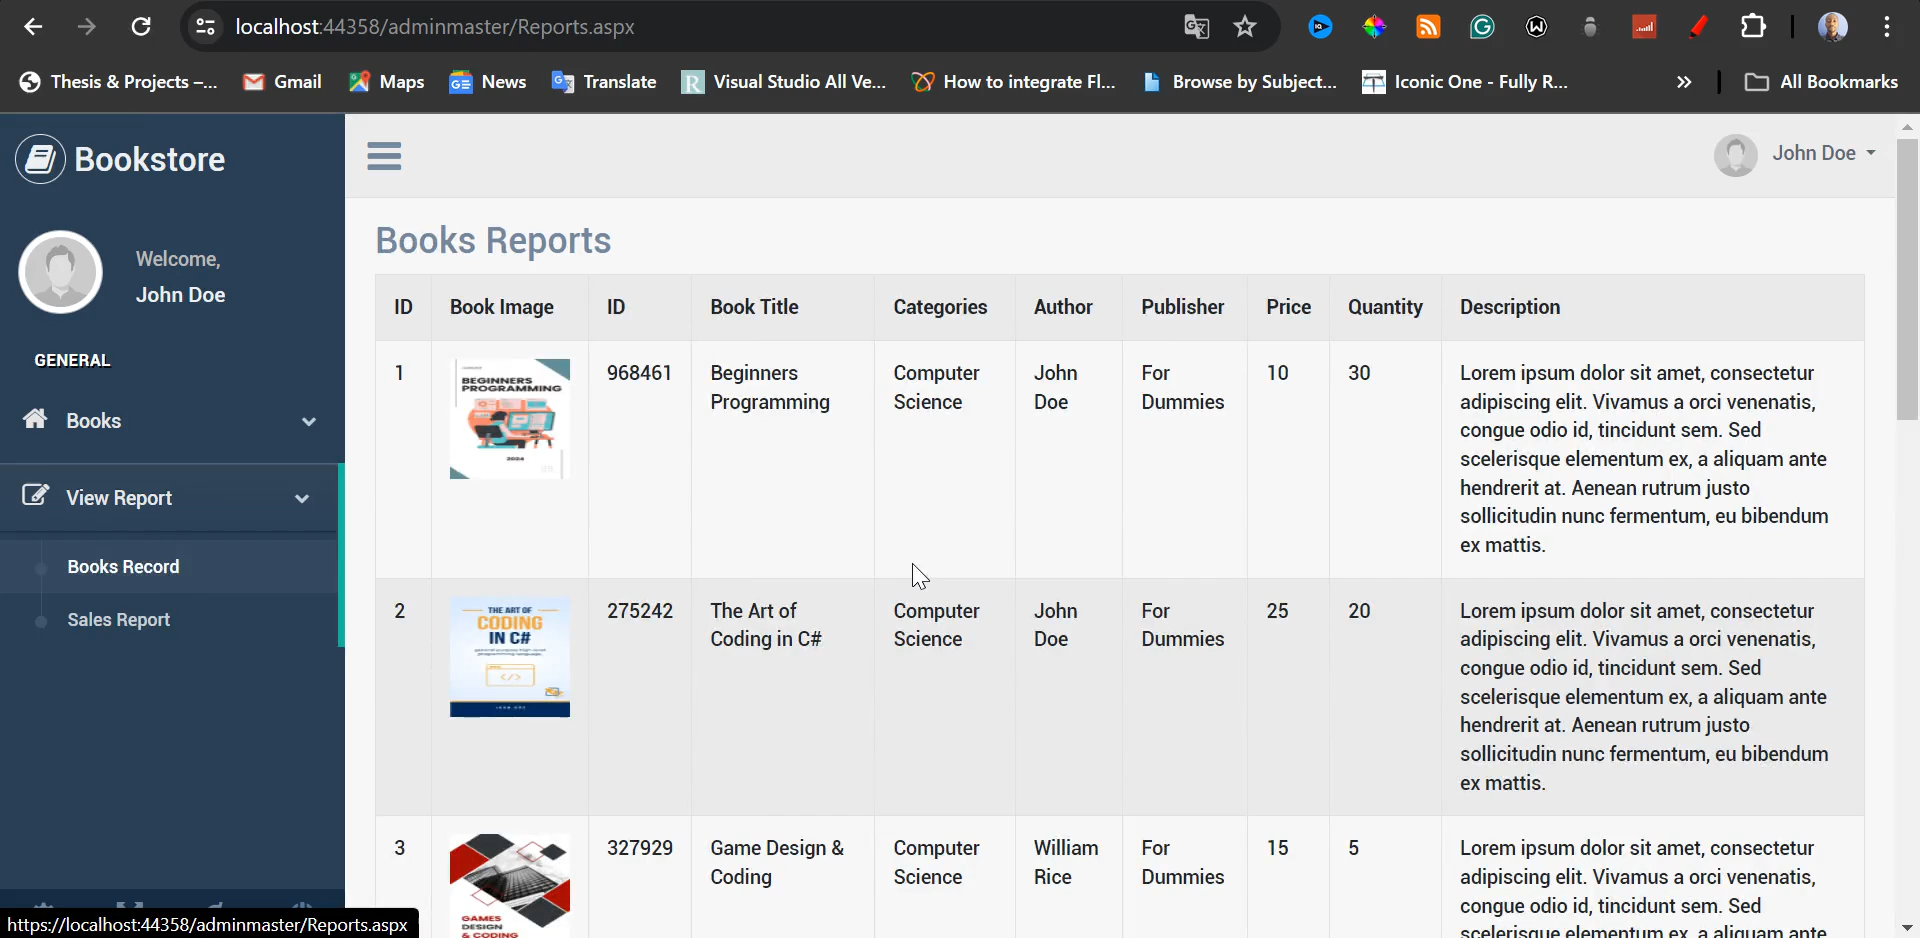 localhost:44358/adminmaster/Reports.aspx
Thesis & Projects –... Gmail Maps News Translate Visual Studio All Ve... How to integrate Fl... Browse by Subject... Iconic One - Fully R... » All Bookmarks
Bookstore
John Doe
Welcome,
John Doe
GENERAL
Books
View Report
Books Record
Sales Report
Books Reports
ID Book Image ID Book Title Categories Author Publisher Price Quantity Description
1 968461 Beginners Computer John For 10 30 Lorem ipsum dolor sit amet, consectetur
Programming Science Doe Dummies adipiscing elit. Vivamus a orci venenatis,
congue odio id, tincidunt sem. Sed
scelerisque elementum ex, a aliquam ante
hendrerit at. Aenean rutrum justo
sollicitudin nunc fermentum, eu bibendum
ex mattis.
BEGINNERS
PROGRAMMING
2024
2 275242 The Art of Computer John For 25 20 Lorem ipsum dolor sit amet, consectetur
Coding in C# Science Doe Dummies adipiscing elit. Vivamus a orci venenatis,
congue odio id, tincidunt sem. Sed
scelerisque elementum ex, a aliquam ante
hendrerit at. Aenean rutrum justo
sollicitudin nunc fermentum, eu bibendum
ex mattis.
THE ART OF
CODING
IN C#
</>
JOHN DOE
3 327929 Game Design & Computer William For 15 5 Lorem ipsum dolor sit amet, consectetur
Coding Science Rice Dummies adipiscing elit. Vivamus a orci venenatis,
congue odio id, tincidunt sem. Sed
scelerisque elementum ex, a aliquam ante
GAMES
DESIGN
& CODING
https://localhost:44358/adminmaster/Reports.aspx